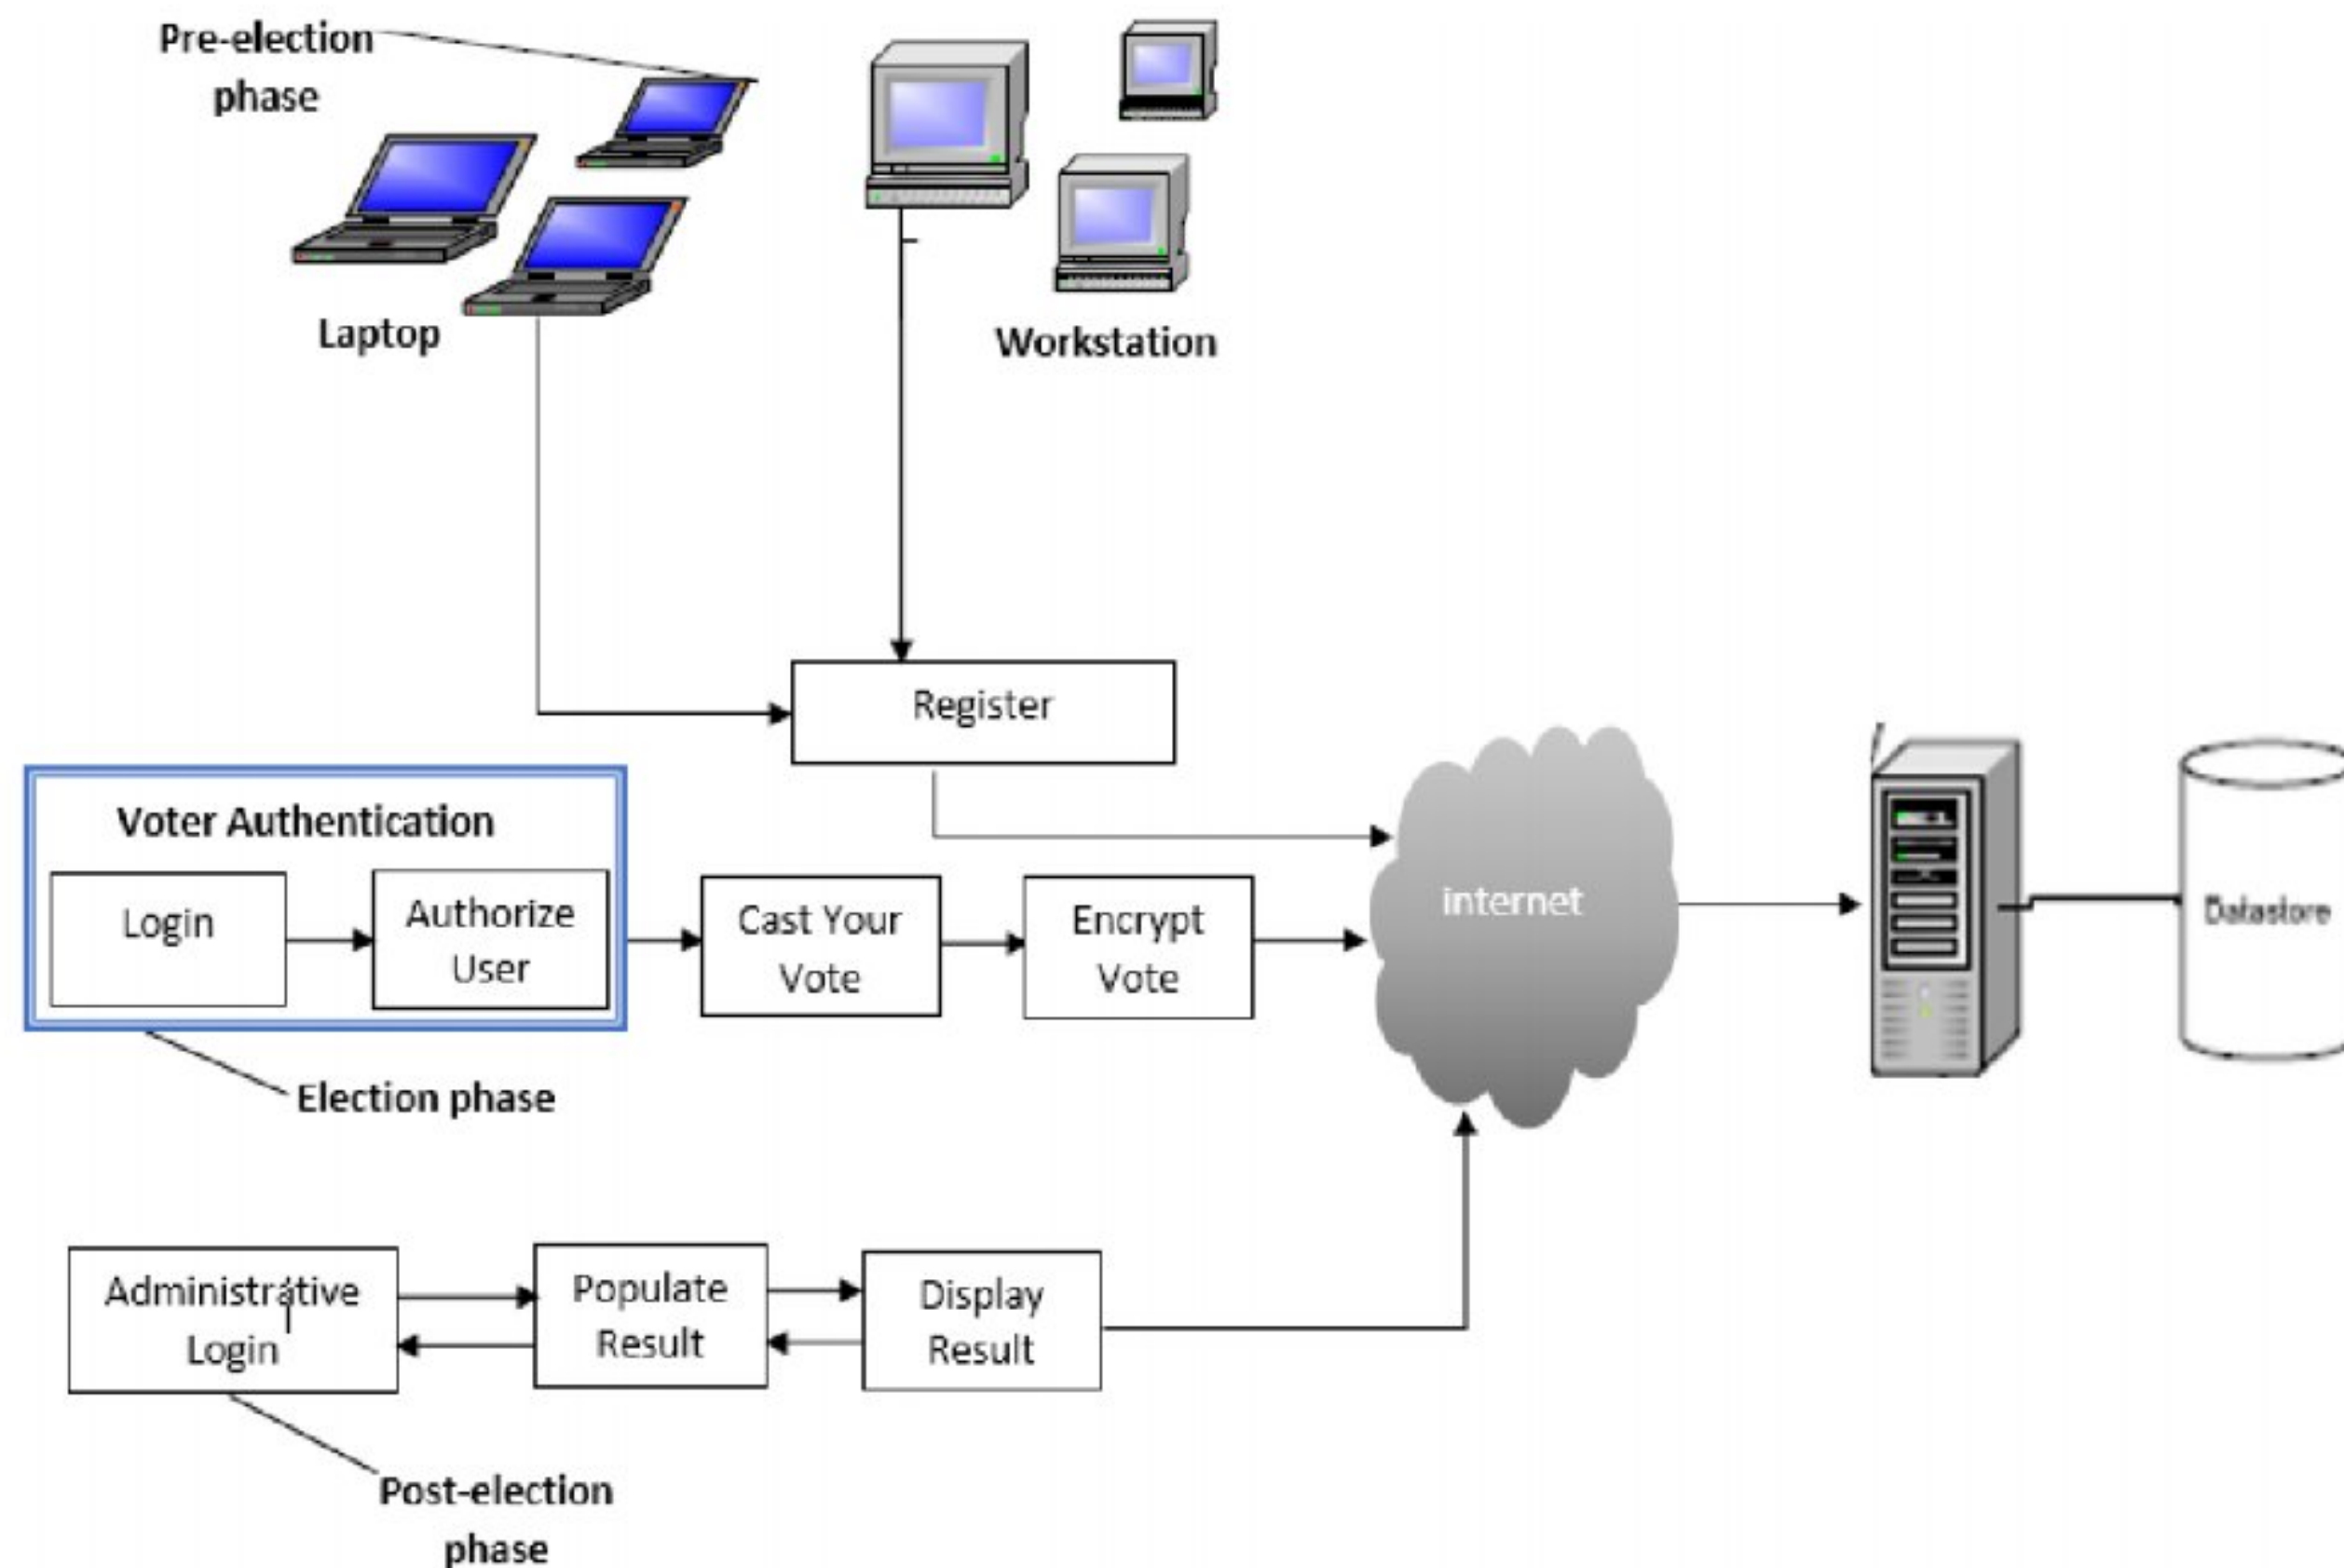 Pre-election
phase
Laptop
Workstation
Register
Voter Authentication
Login
Authorize
User
Cast Your
Vote
Encrypt
Vote
internet
Datastore
Election phase
Administrative
Login
Populate
Result
Display
Result
Post-election
phase